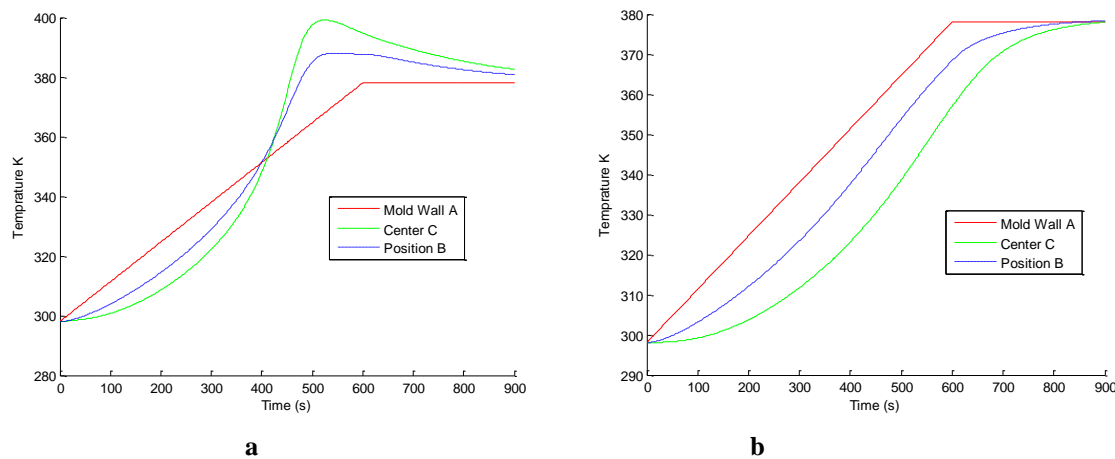 400
380
360
340
320
300
280
Temprature K
0 100 200 300 400 500 600 700 800 900
Time (s)
Mold Wall A
Center C
Position B
a
380
370
360
350
340
330
320
310
300
290
Temprature K
0 100 200 300 400 500 600 700 800 900
Time (s)
Mold Wall A
Center C
Position B
b